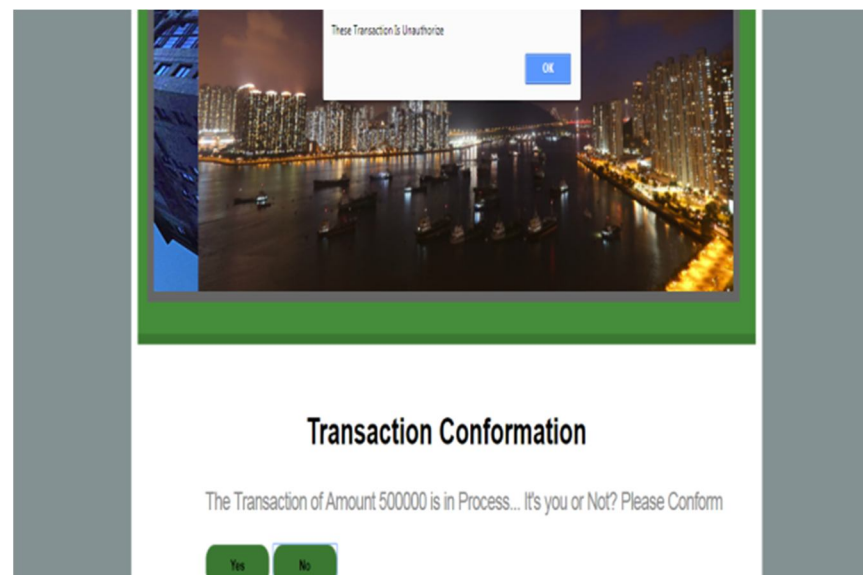 These Transaction Is Unauthorize
OK
Transaction Conformation
The Transaction of Amount 500000 is in Process... It's you or Not? Please Conform
Yes No